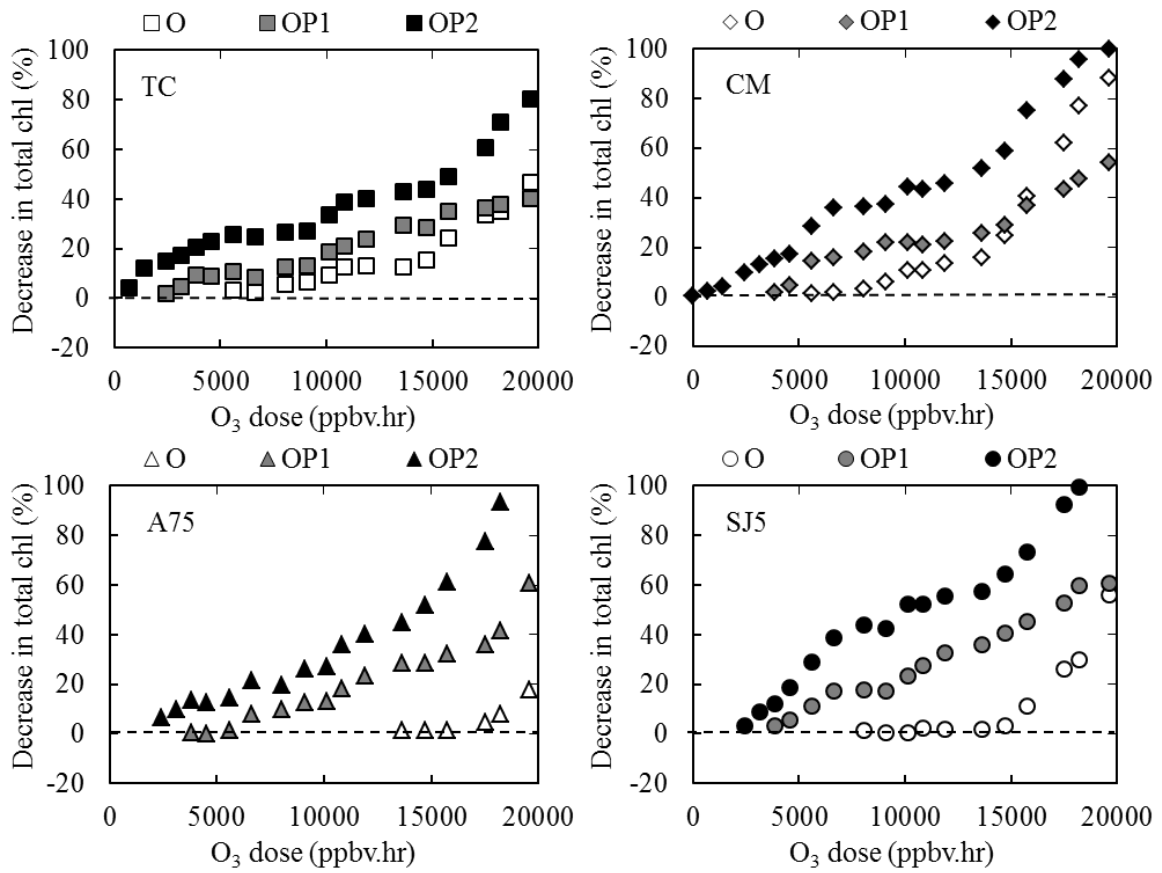 O OP1 OP2
100
80
60
40
20
0
-20
Decrease in total chl (%)
TC
0 5000 10000 15000 20000
O₃ dose (ppbv.hr)
O OP1 OP2
100
80
60
40
20
0
-20
Decrease in total chl (%)
CM
0 5000 10000 15000 20000
O₃ dose (ppbv.hr)
O OP1 OP2
100
80
60
40
20
0
-20
Decrease in total chl (%)
A75
0 5000 10000 15000 20000
O₃ dose (ppbv.hr)
O OP1 OP2
100
80
60
40
20
0
-20
Decrease in total chl (%)
SJ5
0 5000 10000 15000 20000
O₃ dose (ppbv.hr)